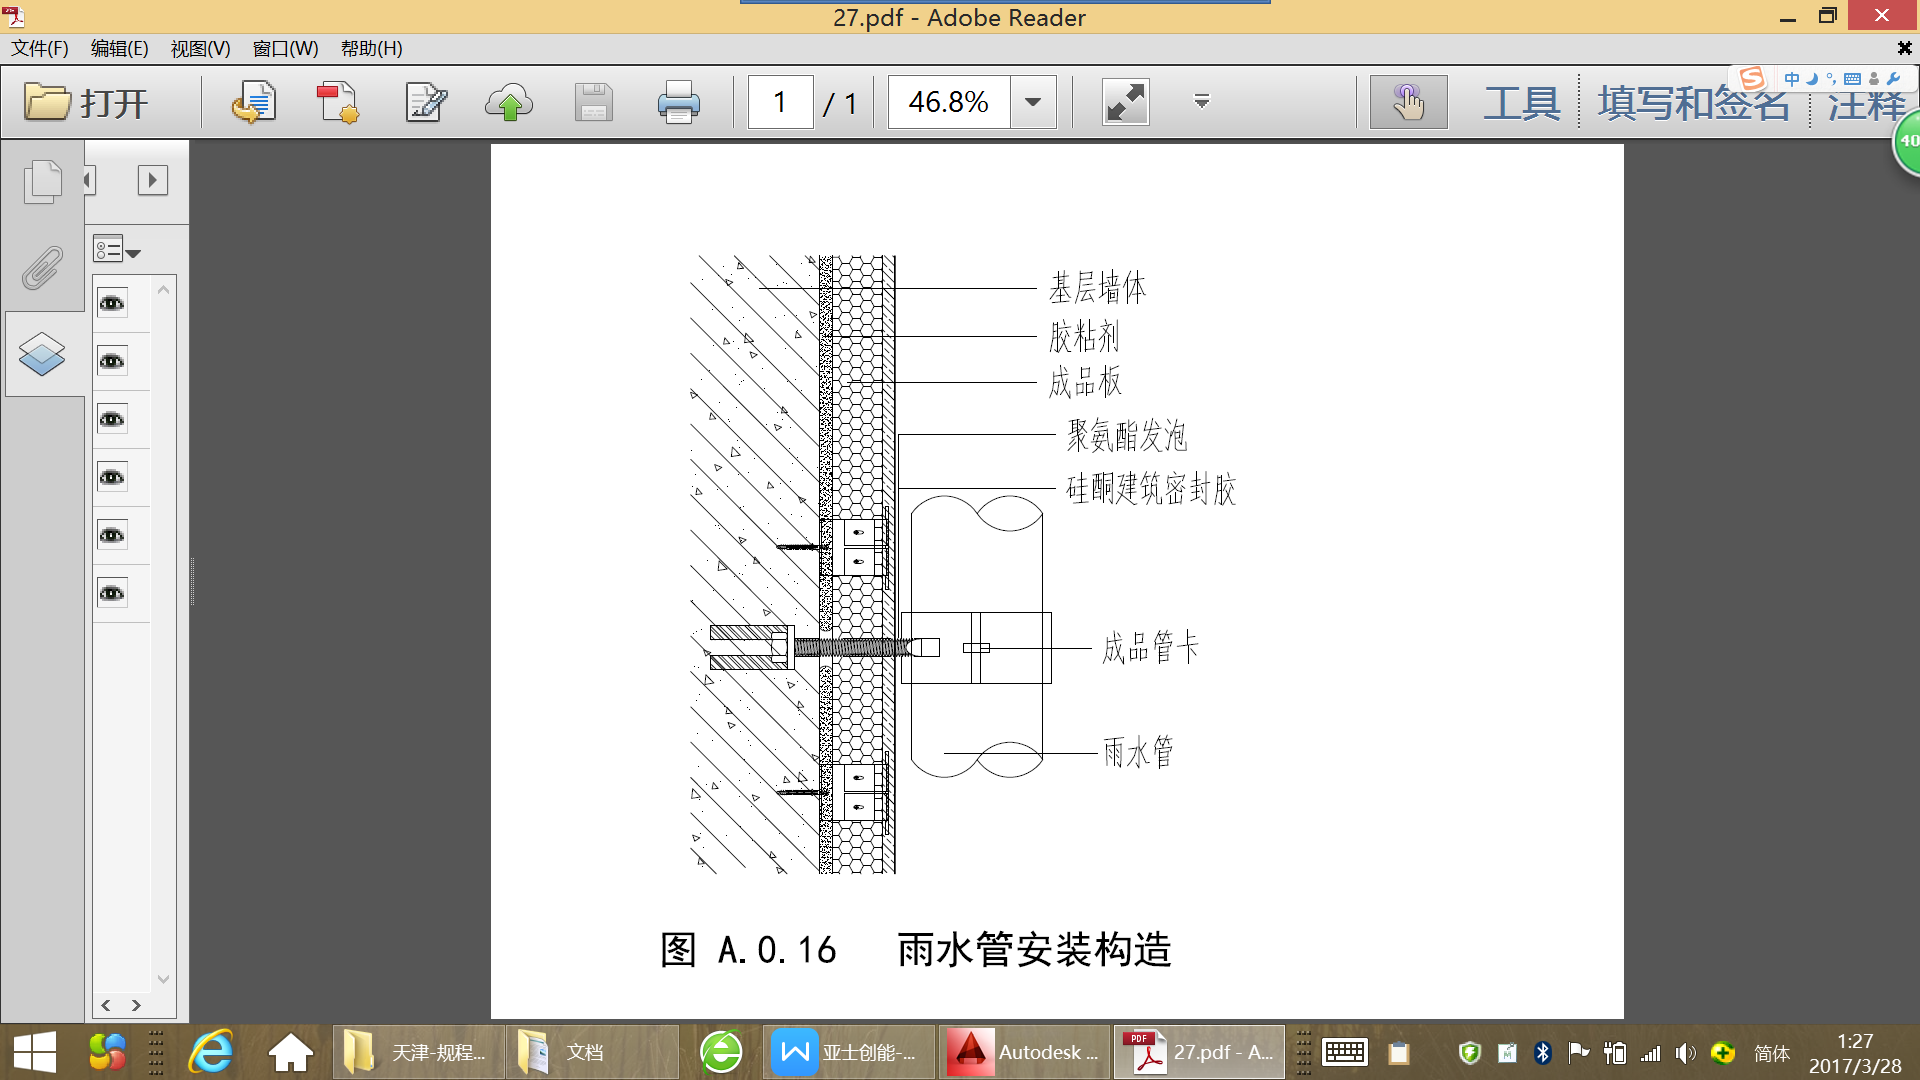 27.pdf - Adobe Reader
文件(F) 编辑(E) 视图(V) 窗口(W) 帮助(H)
打开 1 / 1 46.8% 工具 填写和签名 注释
中
40
基层墙体
胶粘剂
成品板
聚氨酯发泡
硅酮建筑密封胶
成品管卡
雨水管
图 A.0.16 雨水管安装构造
天津-规程... 文档 亚士创能-... Autodesk ... 27.pdf - A... 简体 1:27
2017/3/28